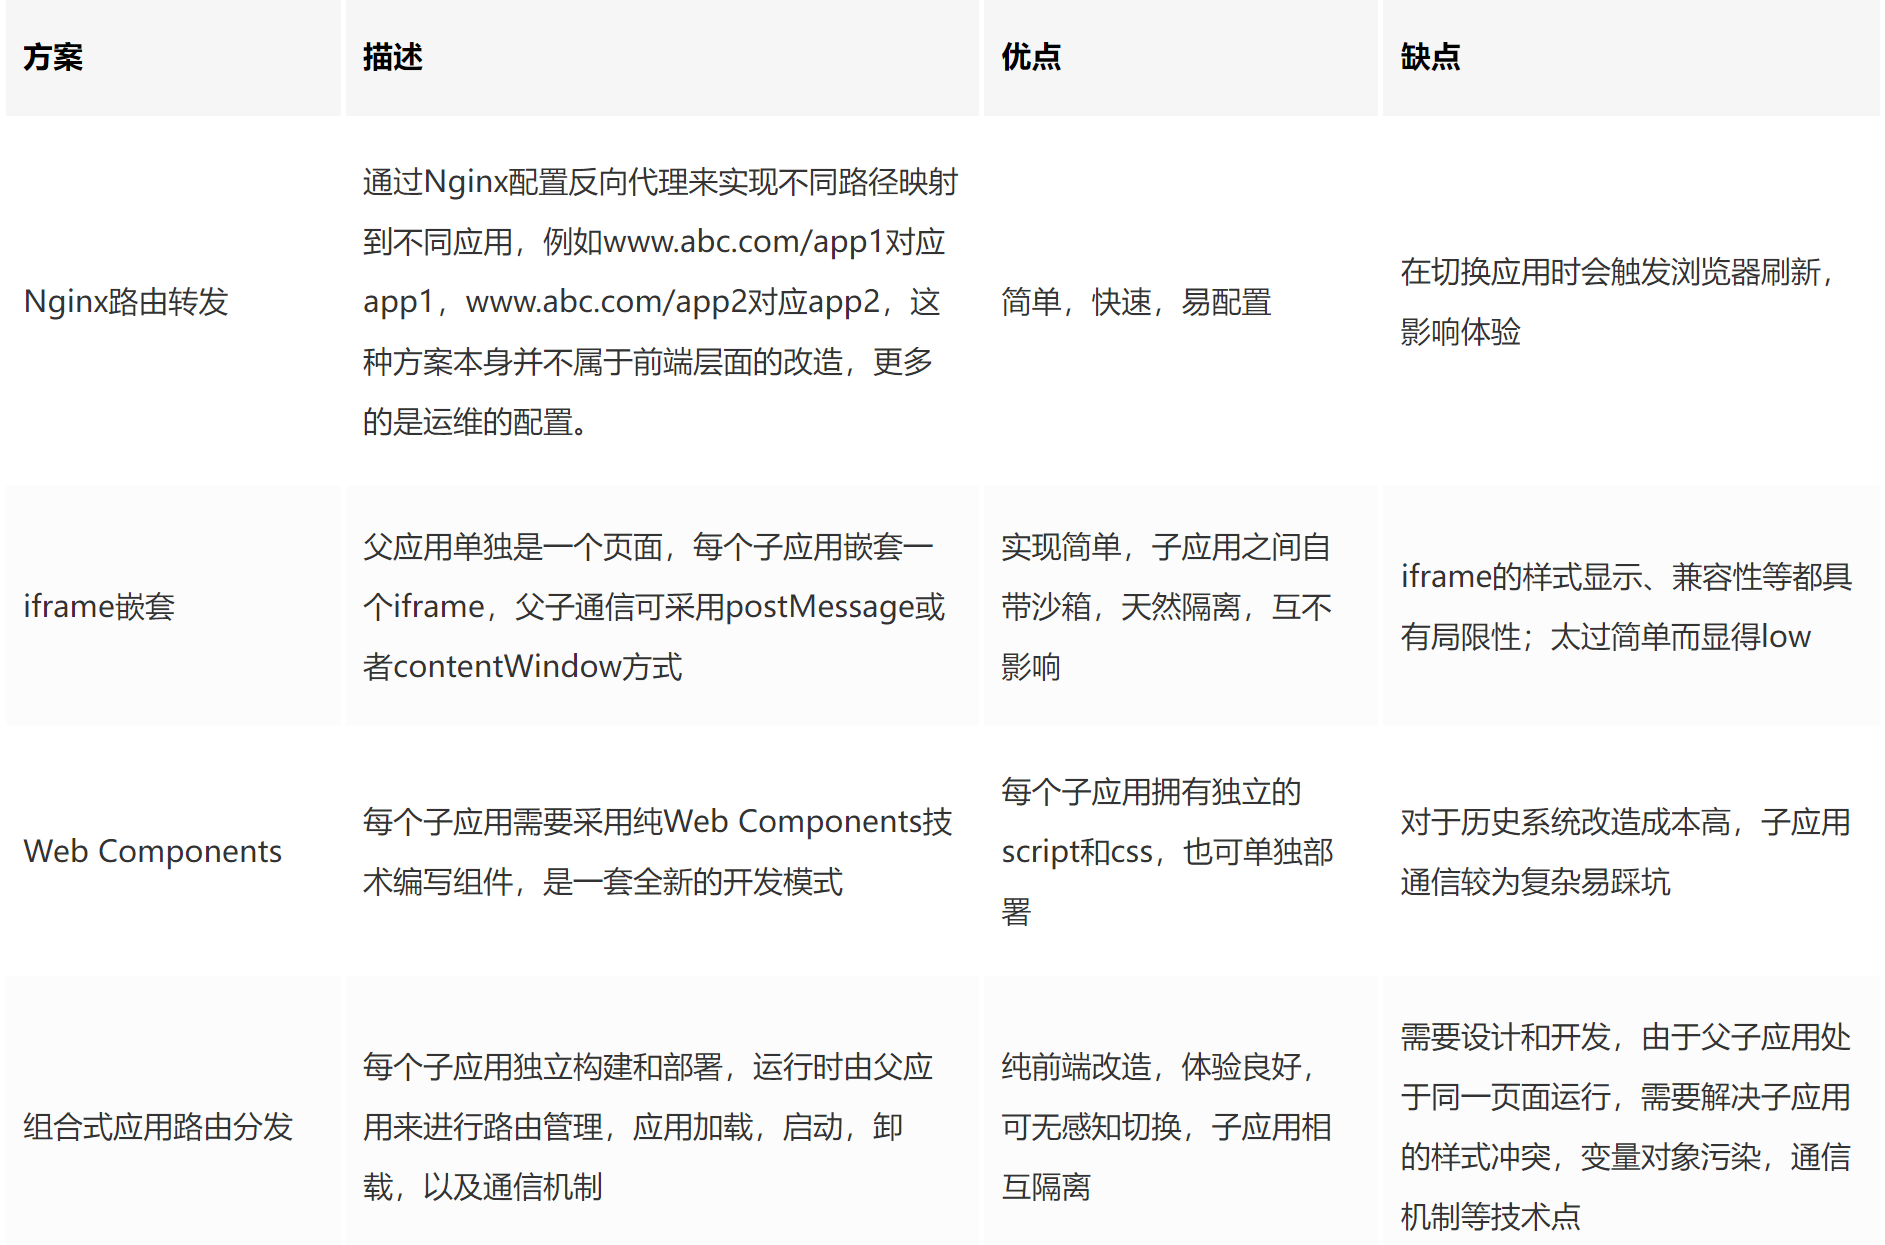 方案
描述
优点
缺点
Nginx路由转发
通过Nginx配置反向代理来实现不同路径映射
到不同应用，例如www.abc.com/app1对应
app1，www.abc.com/app2对应app2，这
种方案本身并不属于前端层面的改造，更多
的是运维的配置。
简单，快速，易配置
在切换应用时会触发浏览器刷新，
影响体验
iframe嵌套
父应用单独是一个页面，每个子应用嵌套一
个iframe，父子通信可采用postMessage或
者contentWindow方式
实现简单，子应用之间自
带沙箱，天然隔离，互不
影响
iframe的样式显示、兼容性等都具
有局限性；太过简单而显得low
Web Components
每个子应用需要采用纯Web Components技
术编写组件，是一套全新的开发模式
每个子应用拥有独立的
script和css，也可单独部
署
对于历史系统改造成本高，子应用
通信较为复杂易踩坑
组合式应用路由分发
每个子应用独立构建和部署，运行时由父应
用来进行路由管理，应用加载，启动，卸
载，以及通信机制
纯前端改造，体验良好，
可无感知切换，子应用相
互隔离
需要设计和开发，由于父子应用处
于同一页面运行，需要解决子应用
的样式冲突，变量对象污染，通信
机制等技术点